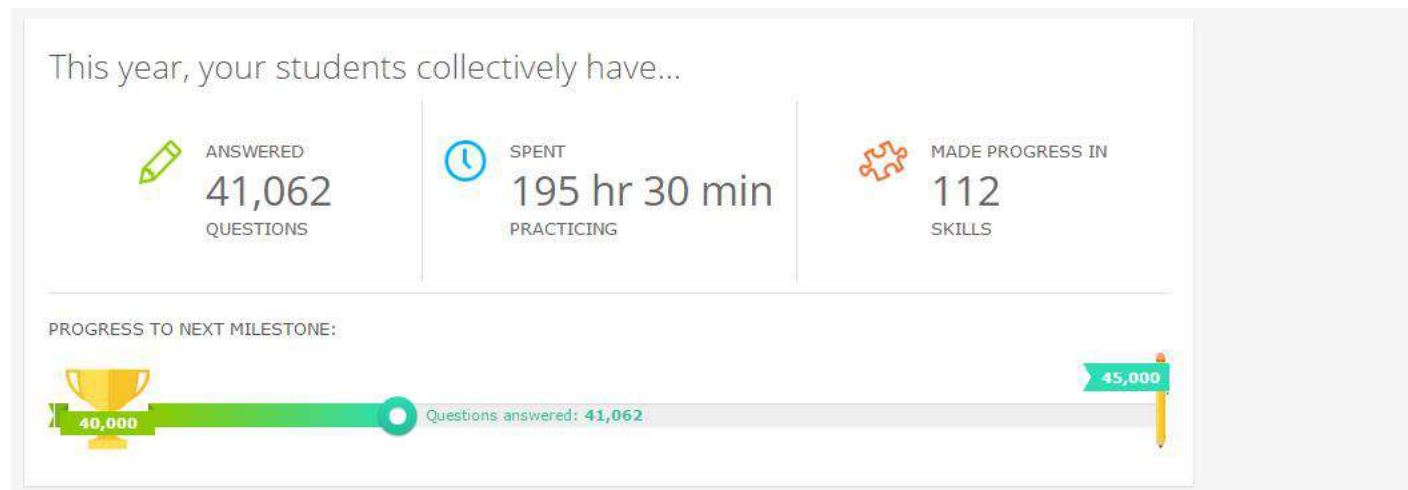 This year, your students collectively have...
ANSWERED
41,062
QUESTIONS
SPENT
195 hr 30 min
PRACTICING
MADE PROGRESS IN
112
SKILLS
PROGRESS TO NEXT MILESTONE:
45,000
40,000
Questions answered: 41,062